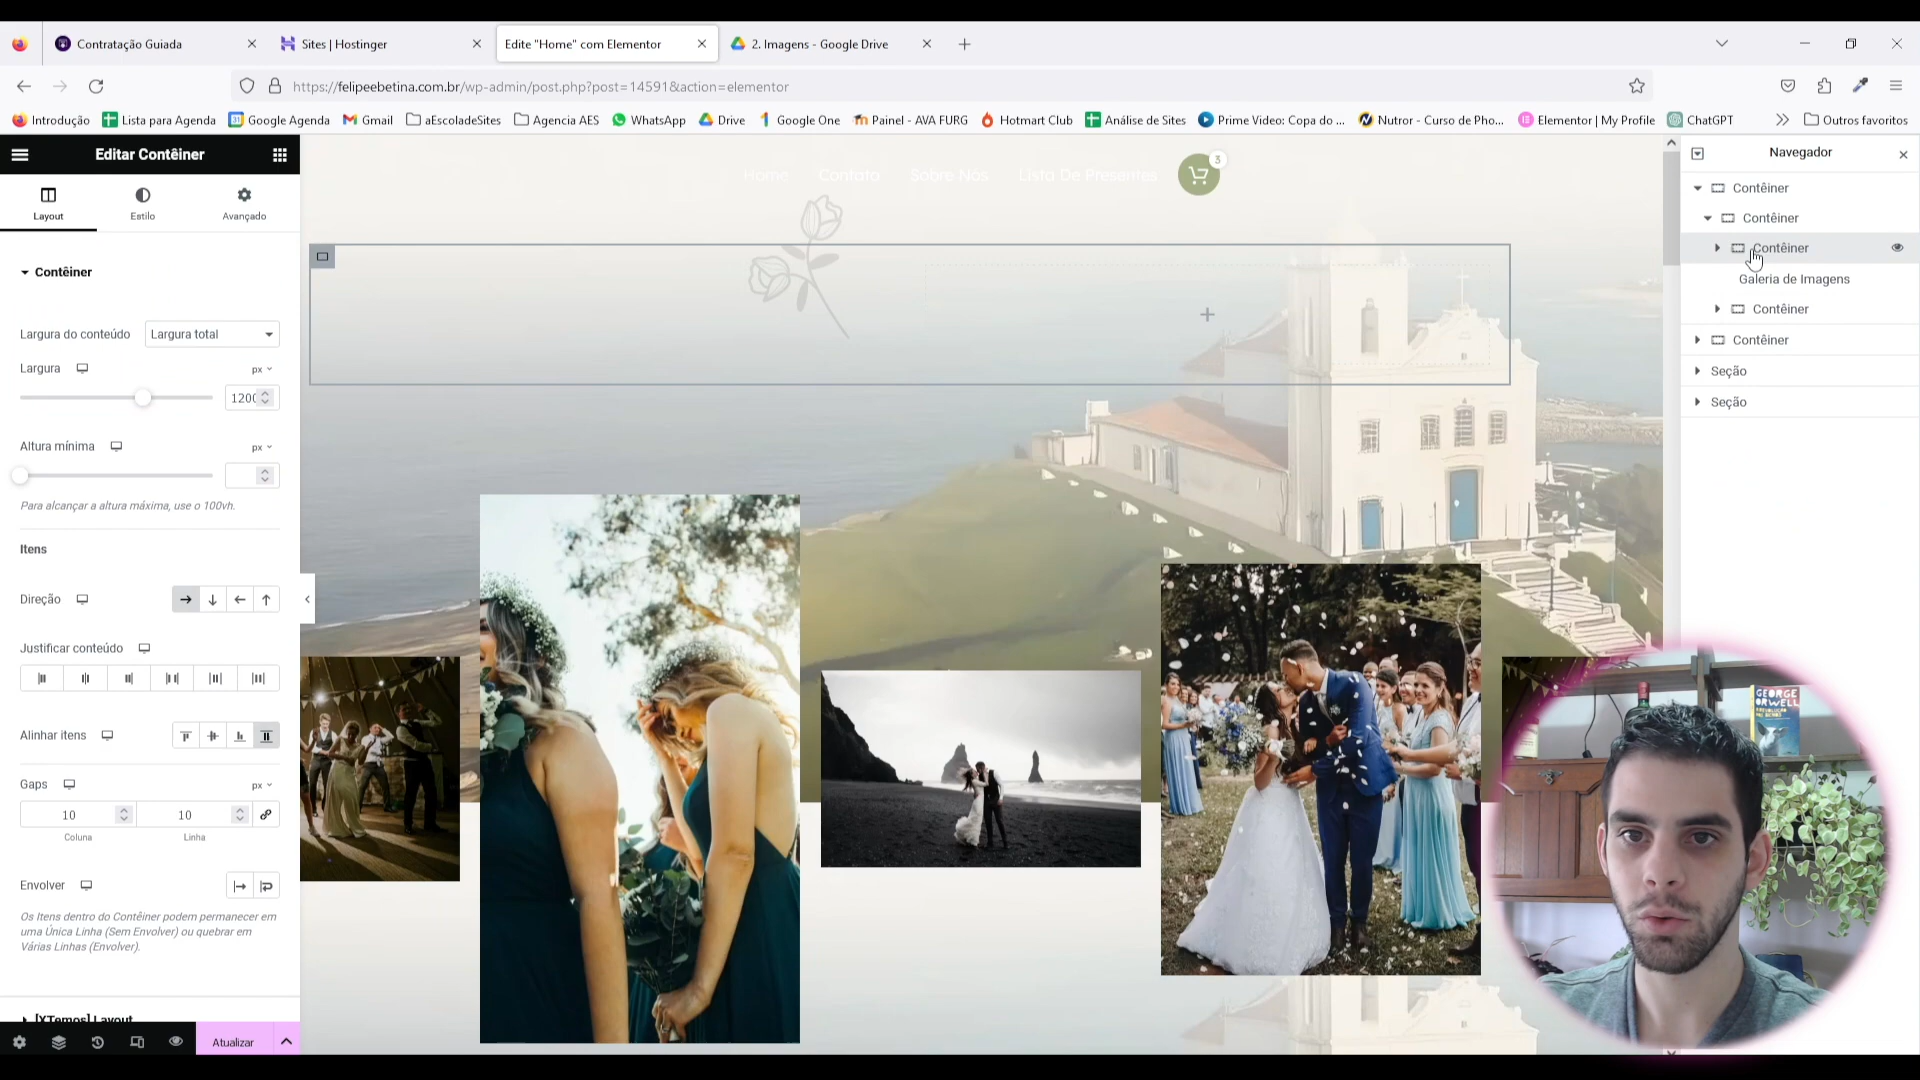 Contratação Guiada
Sites | Hostinger
Edite "Home" com Elementor
2. Imagens - Google Drive
https://felipeebetina.com.br/wp-admin/post.php?post=14591&action=elementor
Introdução
Lista para Agenda
Google Agenda
Gmail
aEscoladeSites
Agencia AES
WhatsApp
Drive
Google One
Painel - AVA FURG
Hotmart Club
Análise de Sites
Prime Video: Copa do ...
Nutror - Curso de Pho...
Elementor | My Profile
ChatGPT
Outros favoritos
Editar Contêiner
Layout
Estilo
Avançado
Contêiner
Largura do conteúdo
Largura total
Largura
px
1200
Altura mínima
px
Para alcançar a altura máxima, use o 100vh.
Itens
Direção
Justificar conteúdo
Alinhar itens
Gaps
px
10
10
Coluna
Linha
Envolver
Os Itens dentro do Contêiner podem permanecer em
uma Única Linha (Sem Envolver) ou quebrar em
Várias Linhas (Envolver).
[XTemos] Layout
Atualizar
Home
Contato
Sobre Nós
Lista De Presentes
3
Navegador
Contêiner
Contêiner
Contêiner
Galeria de Imagens
Contêiner
Contêiner
Seção
Seção
GEORGE
ORWELL